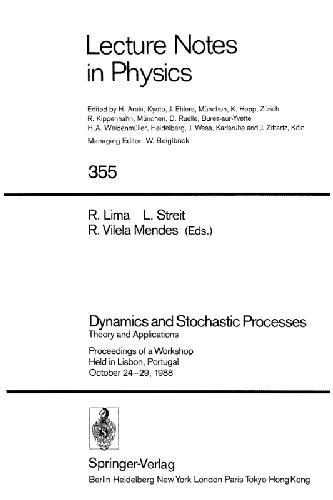 Lecture Notes
in Physics
Edited by H. Araki, Kyoto, J. Ehlers, München, K. Hepp, Zürich
R. Kippenhahn, München, D. Ruelle, Bures-sur-Yvette
H.A. Weidenmüller, Heidelberg, J. Wess, Karlsruhe and J. Zittartz, Köln
Managing Editor: W. Beiglböck
355
R. Lima L. Streit
R. Vilela Mendes (Eds.)
Dynamics and Stochastic Processes
Theory and Applications
Proceedings of a Workshop
Held in Lisbon, Portugal
October 24–29, 1988
Springer-Verlag
Berlin Heidelberg New York London Paris Tokyo Hong Kong